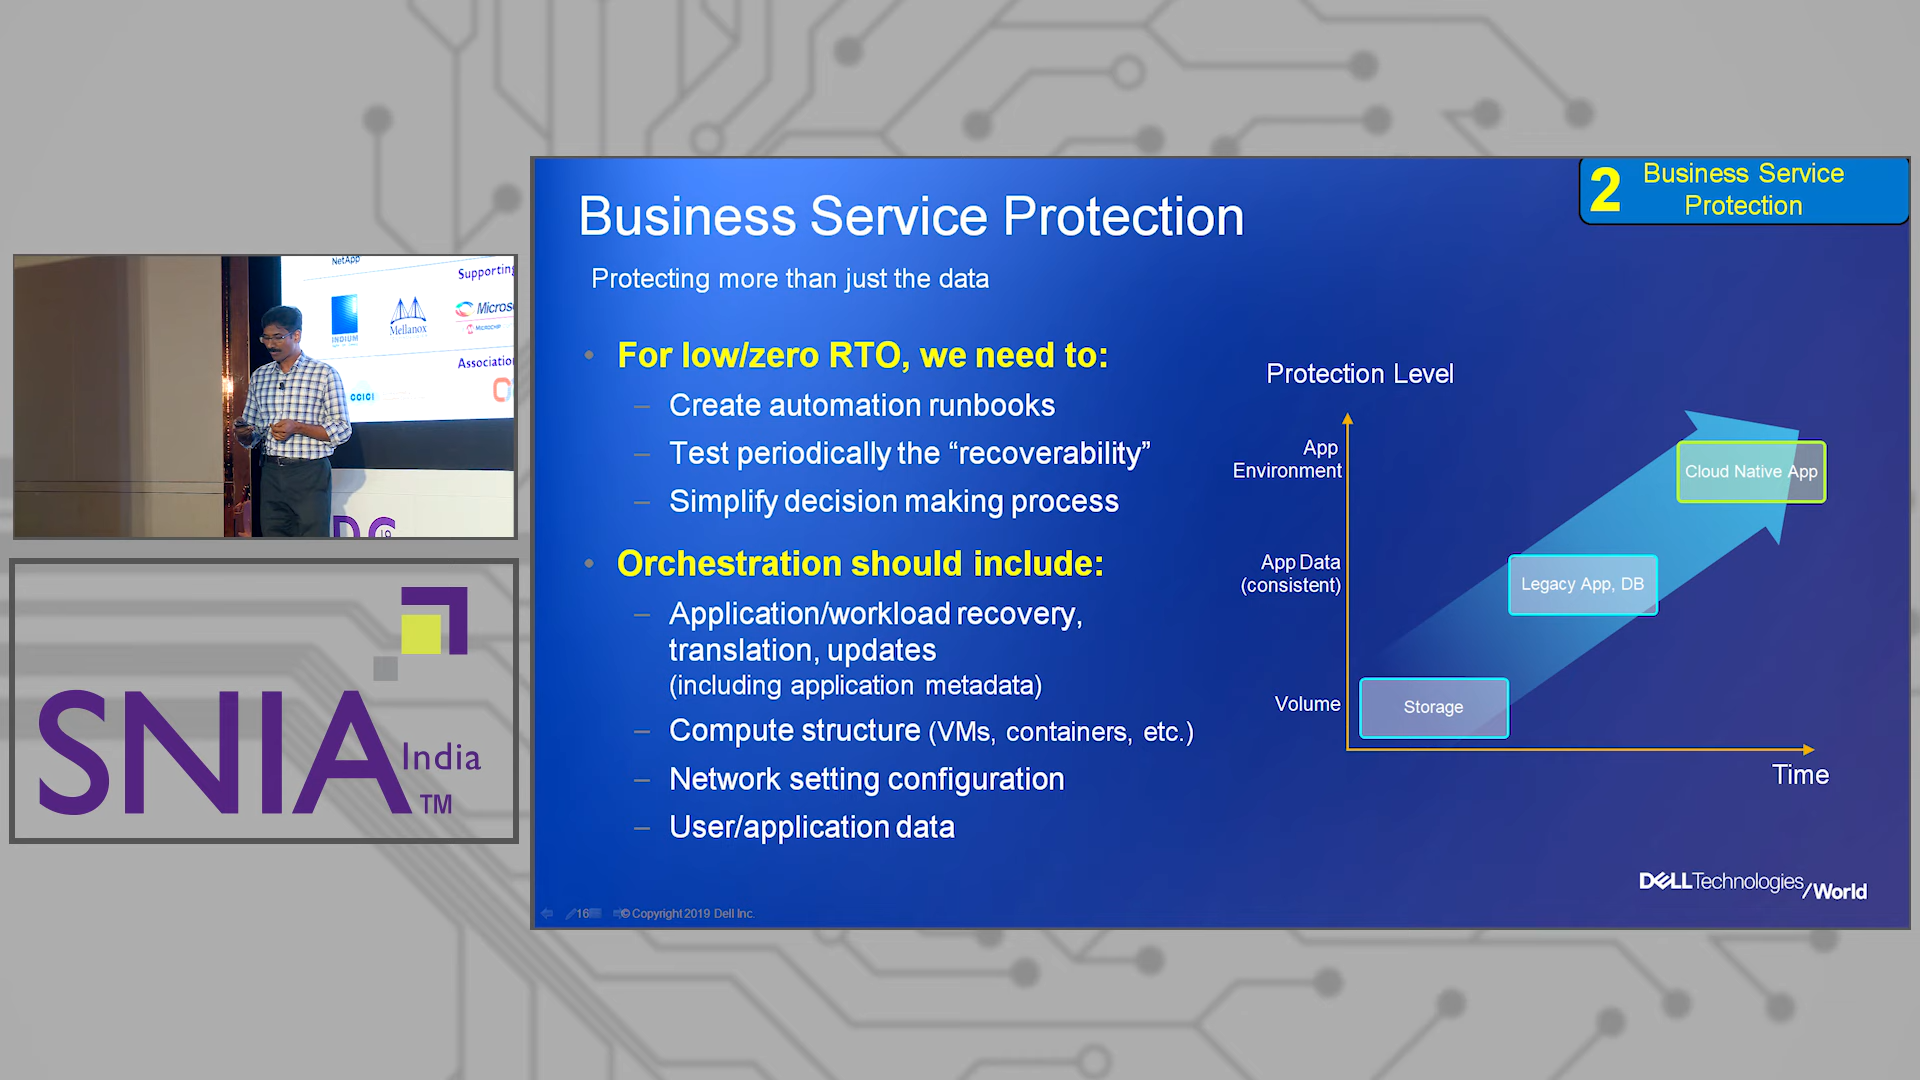 NetApp
Supporting
INDIUM
Mellanox
Micros
MICROCHIP
Association
CCICI
SNIA
India
TM
2
Business Service
Protection
Business Service Protection
Protecting more than just the data
• For low/zero RTO, we need to:
– Create automation runbooks
– Test periodically the “recoverability”
– Simplify decision making process
• Orchestration should include:
– Application/workload recovery,
translation, updates
(including application metadata)
– Compute structure (VMs, containers, etc.)
– Network setting configuration
– User/application data
Protection Level
App
Environment
Cloud Native App
App Data
(consistent)
Legacy App, DB
Volume
Storage
Time
DELLTechnologies
/World
16
© Copyright 2019 Dell Inc.